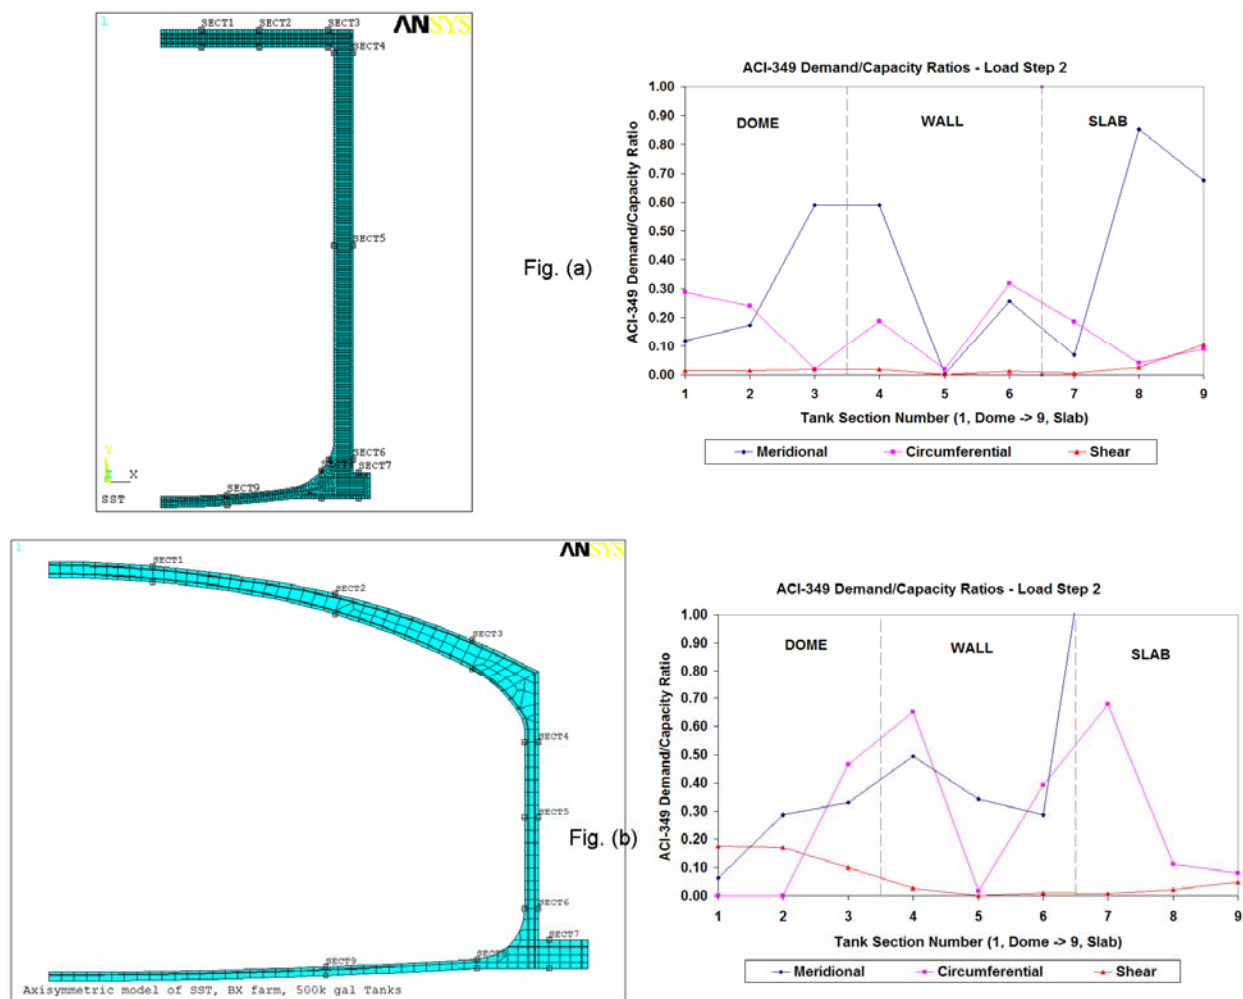 1
SECT1 SECT2 SECT3
ANSYS
SECT4
SECT5
SECT6
SECT7
SECT9
Y
X
SST
Fig. (a)
ACI-349 Demand/Capacity Ratios - Load Step 2
ACI-349 Demand/Capacity Ratio
1.00
0.90
0.80
0.70
0.60
0.50
0.40
0.30
0.20
0.10
0.00
DOME WALL SLAB
1 2 3 4 5 6 7 8 9
Tank Section Number (1, Dome -> 9, Slab)
Meridional Circumferential Shear
1
ANSYS
SECT1
SECT2
SECT3
SECT4
SECT5
SECT6
SECT7
SECT9
Axisymmetric model of SST, BX farm, 500k gal Tanks
Fig. (b)
ACI-349 Demand/Capacity Ratios - Load Step 2
ACI-349 Demand/Capacity Ratio
1.00
0.90
0.80
0.70
0.60
0.50
0.40
0.30
0.20
0.10
0.00
DOME WALL SLAB
1 2 3 4 5 6 7 8 9
Tank Section Number (1, Dome -> 9, Slab)
Meridional Circumferential Shear